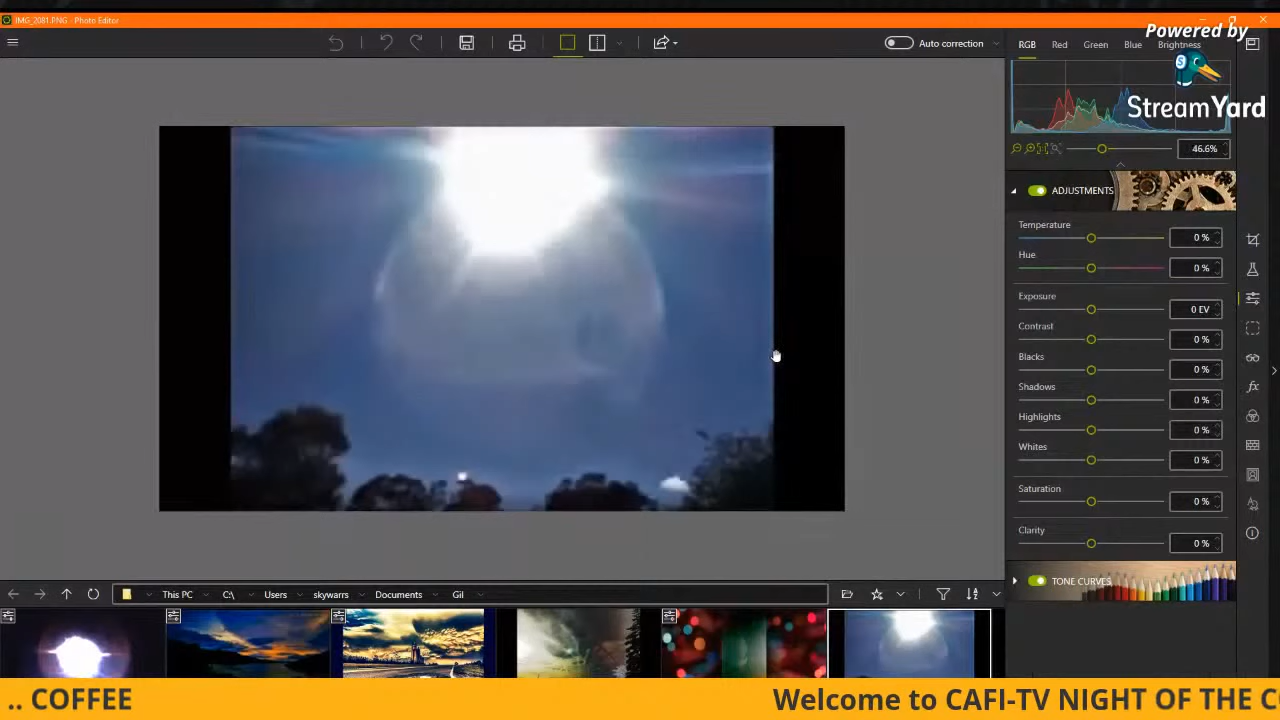 IMG_2081.PNG - Photo Editor
Powered by
StreamYard
Auto correction
RGB Red Green Blue Brightness
46.6%
ADJUSTMENTS
Temperature
0 %
Hue
0 %
Exposure
0 EV
Contrast
0 %
Blacks
0 %
Shadows
0 %
Highlights
0 %
Whites
0 %
Saturation
0 %
Clarity
0 %
TONE CURVES
This PC C:\ Users skywarrs Documents Gil
.. COFFEE Welcome to CAFI-TV NIGHT OF THE C